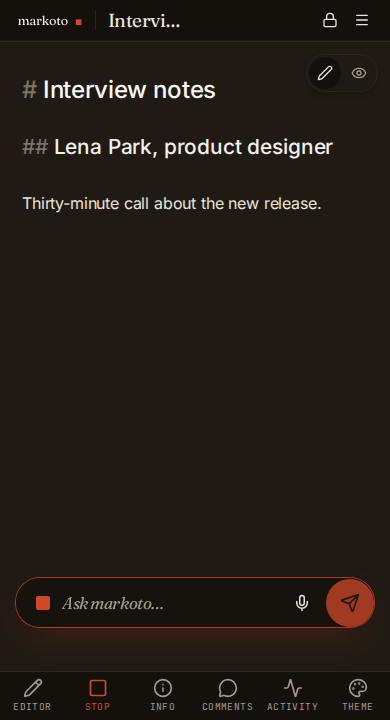 markoto
Intervi...
# Interview notes
## Lena Park, product designer
Thirty-minute call about the new release.
Ask markoto...
EDITOR
STOP
INFO
COMMENTS
ACTIVITY
THEME